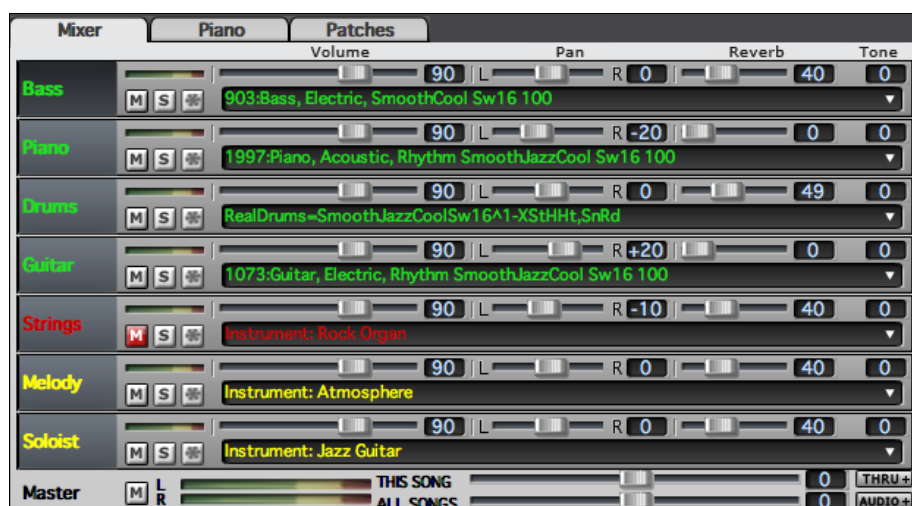 Mixer Piano Patches
Volume Pan Reverb Tone
Bass 90 L R 0 40 0
M S 903:Bass, Electric, SmoothCool Sw16 100
Piano 90 L R -20 0 0
M S 1997:Piano, Acoustic, Rhythm SmoothJazzCool Sw16 100
Drums 90 L R 0 49 0
M S RealDrums=SmoothJazzCoolSw16^1-XStHHt,SnRd
Guitar 90 L R +20 0 0
M S 1073:Guitar, Electric, Rhythm SmoothJazzCool Sw16 100
Strings 90 L R -10 40 0
M S Instrument: Rock Organ
Melody 90 L R 0 40 0
M S Instrument: Atmosphere
Soloist 90 L R 0 40 0
M S Instrument: Jazz Guitar
Master M L THIS SONG 0 THRU +
R ALL SONGS 0 AUDIO +